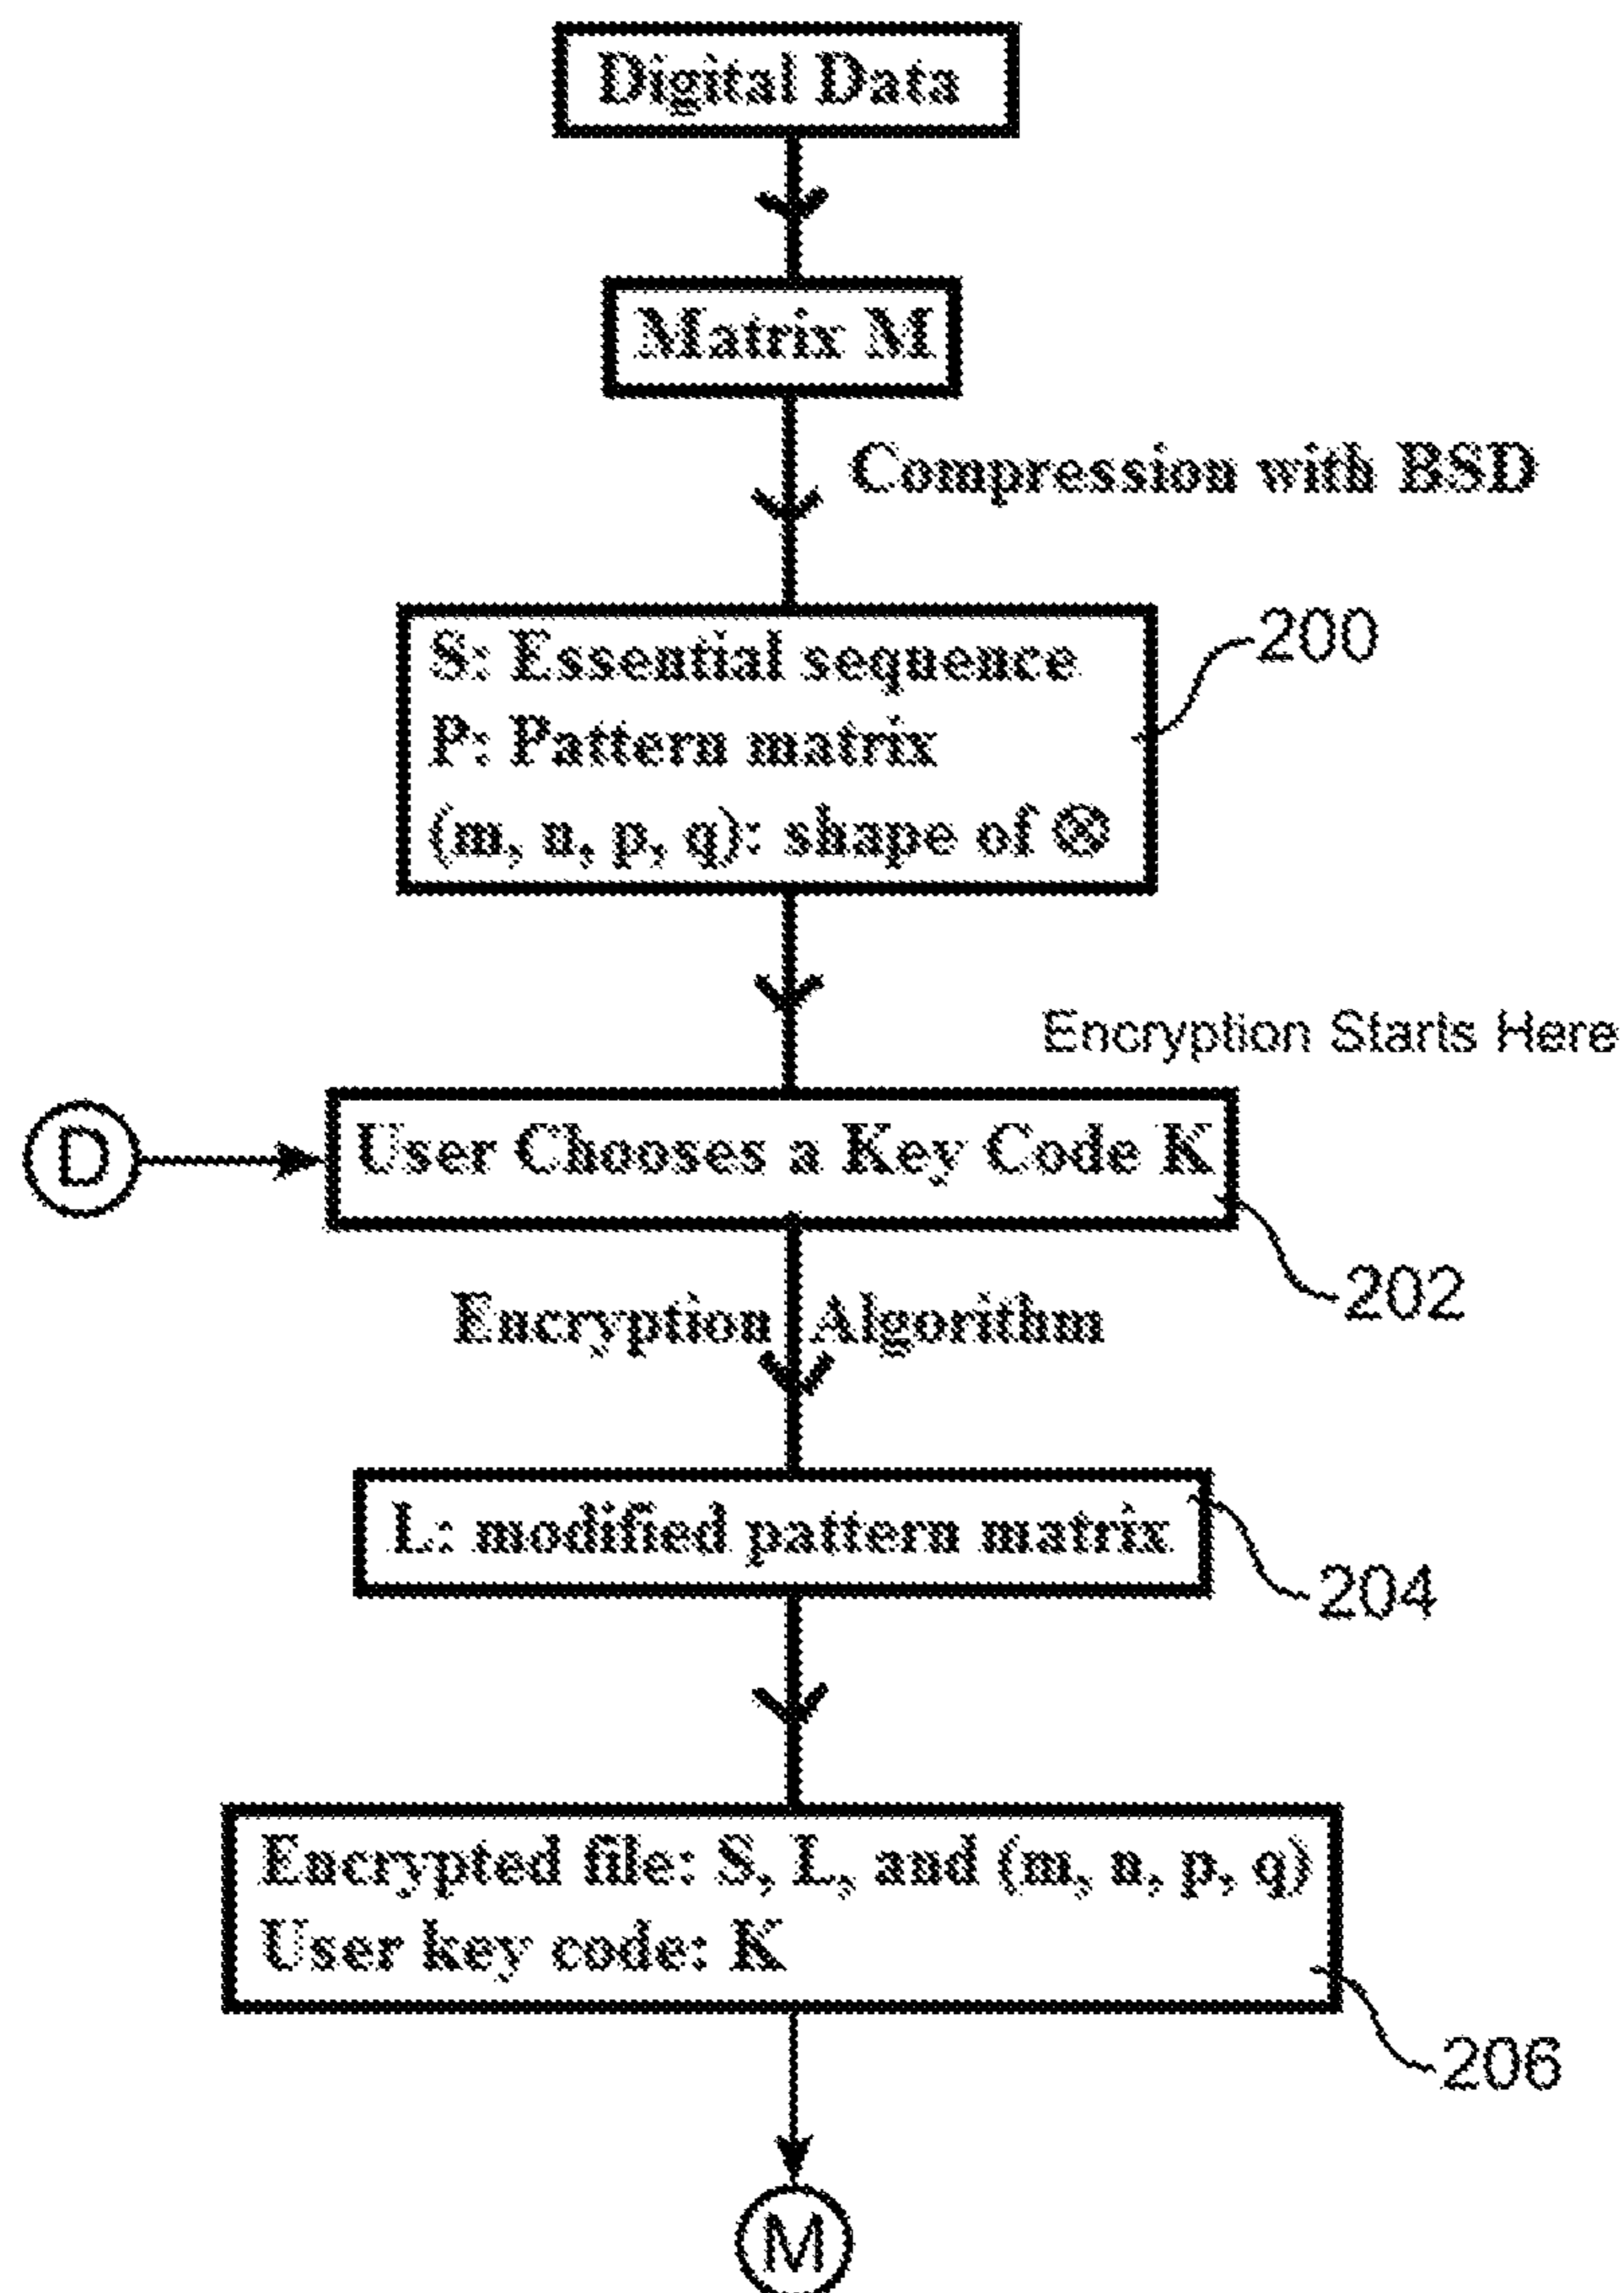 Digital Data
Matrix M
Compression with BSD
S: Essential sequence
P: Pattern matrix
(m, n, p, q): shape of ⊗
200
Encryption Starts Here
D
User Chooses a Key Code K
202
Encryption Algorithm
L: modified pattern matrix
204
Encrypted file: S, L, and (m, n, p, q)
User key code: K
206
M